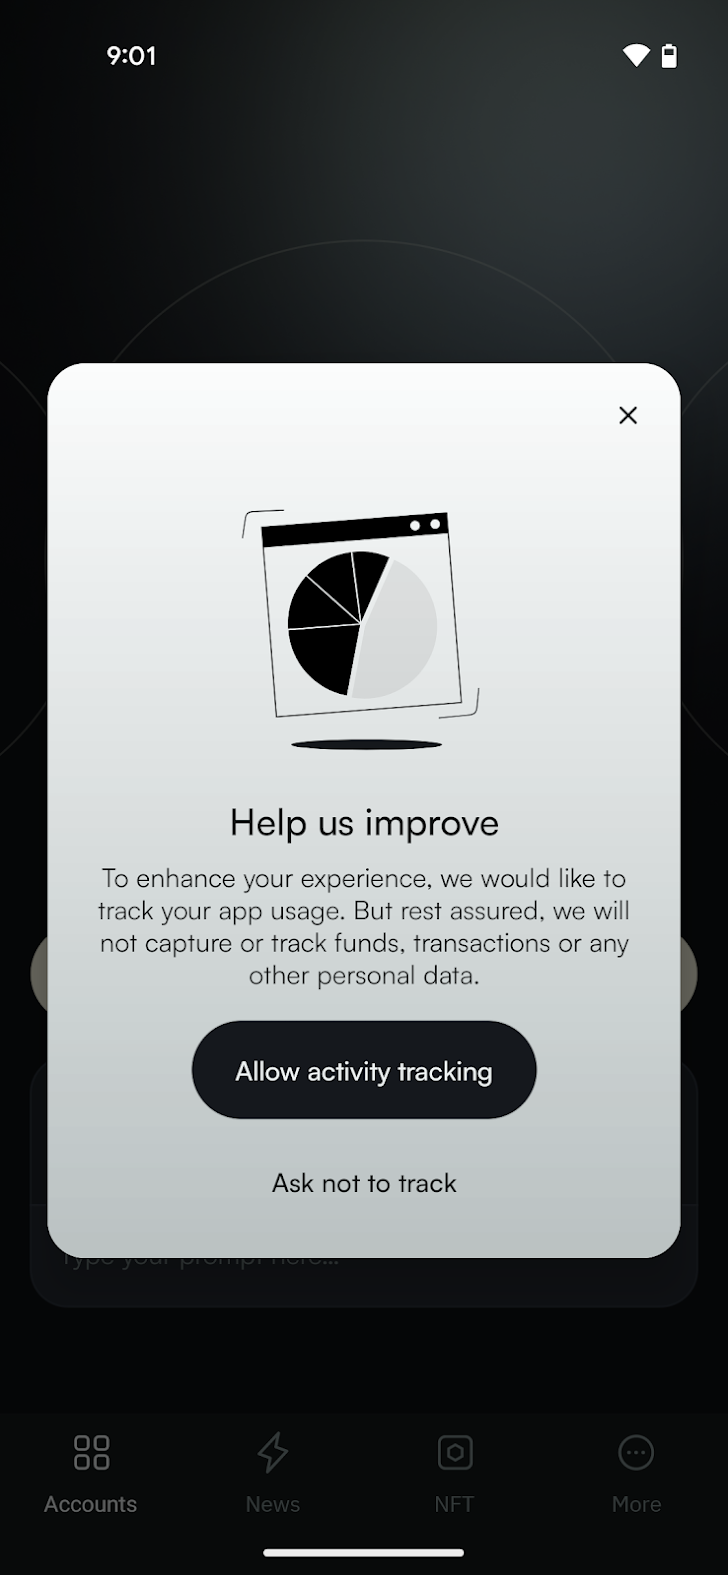 9:01
Help us improve
To enhance your experience, we would like to
track your app usage. But rest assured, we will
not capture or track funds, transactions or any
other personal data.
Allow activity tracking
Ask not to track
Type your prompt here...
Accounts
News
NFT
More